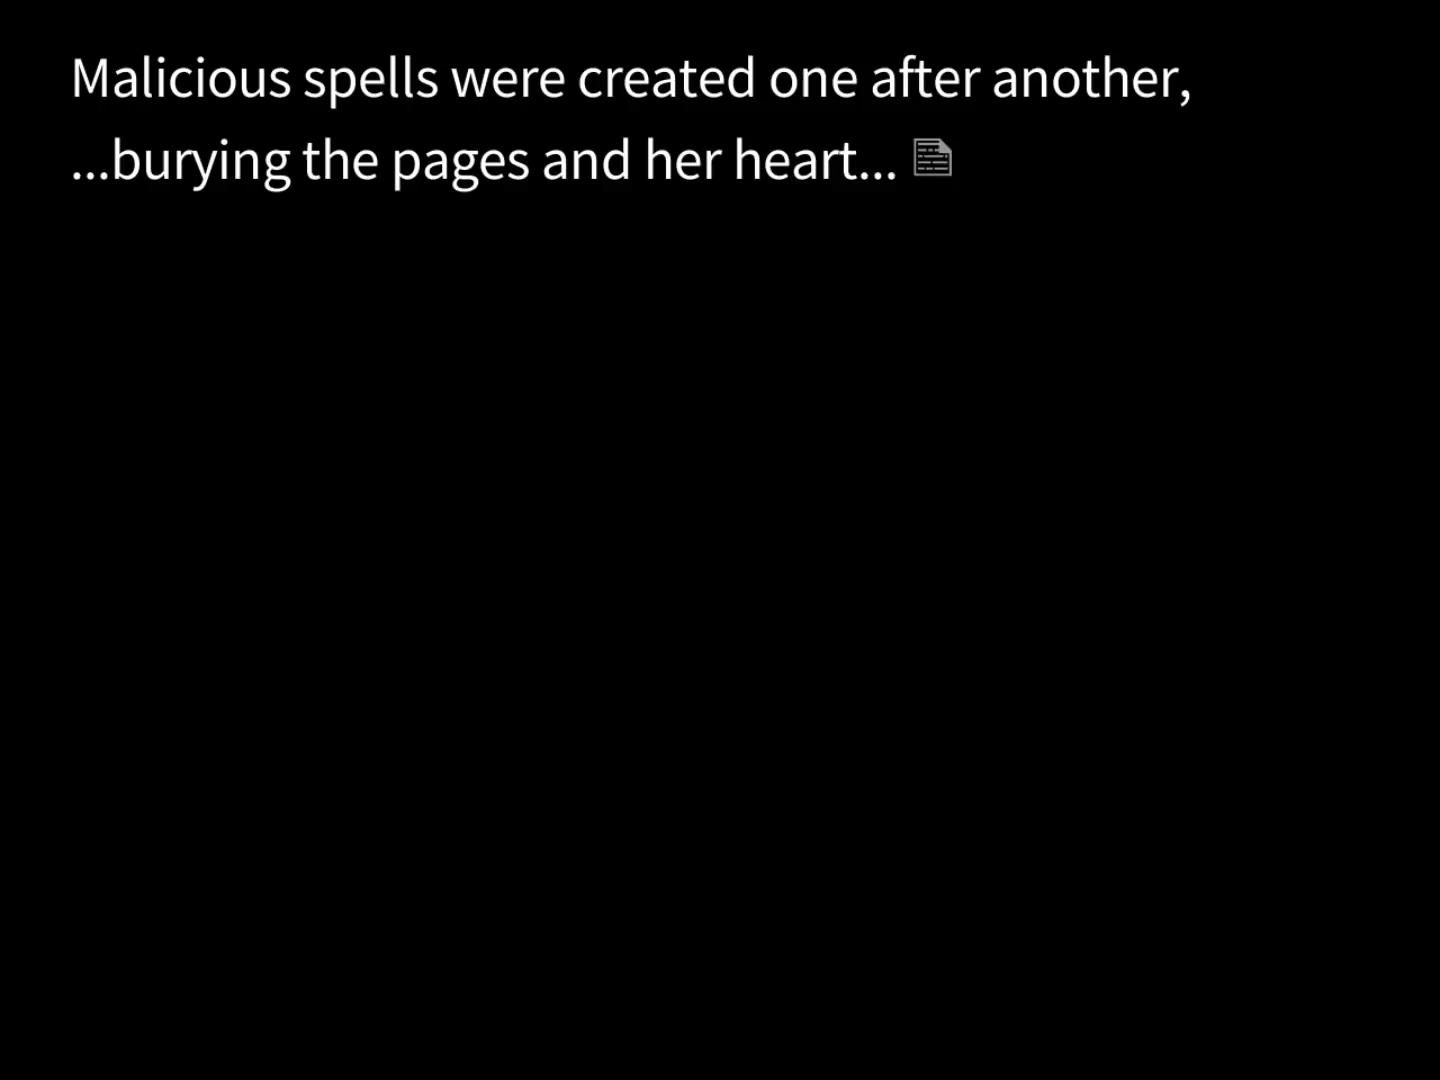 Malicious spells were created one after another,
...burying the pages and her heart...